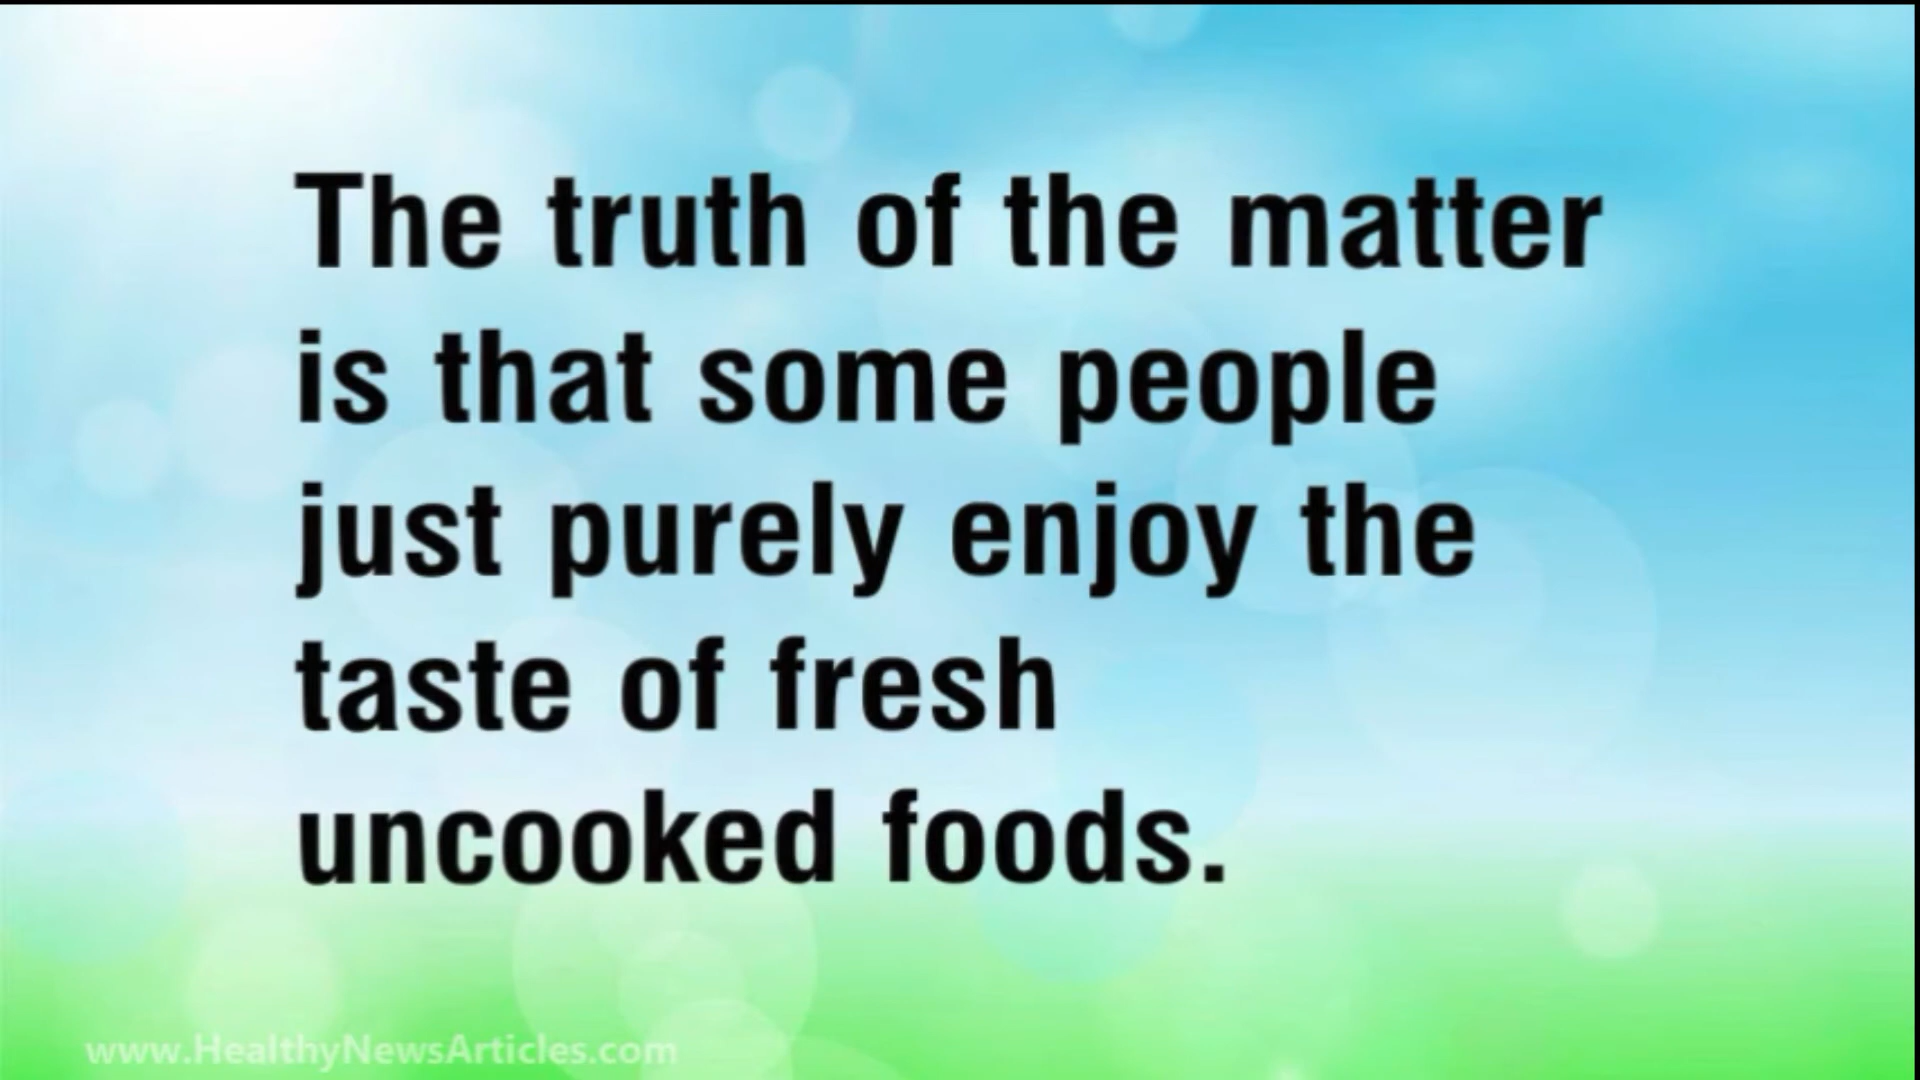 The truth of the matter
is that some people
just purely enjoy the
taste of fresh
uncooked foods.
www.HealthyNewsArticles.com